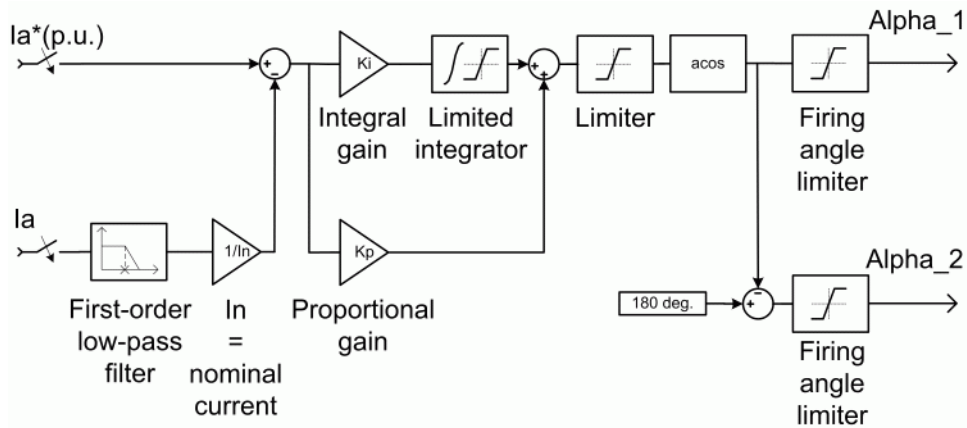 Ia*(p.u.)
Alpha_1
+
−
Ki
+
+
acos
Integral
gain
Limited
integrator
Limiter
Firing
angle
limiter
Ia
1/In
Kp
Alpha_2
First-order
low-pass
filter
In
=
nominal
current
Proportional
gain
180 deg.
+
−
Firing
angle
limiter